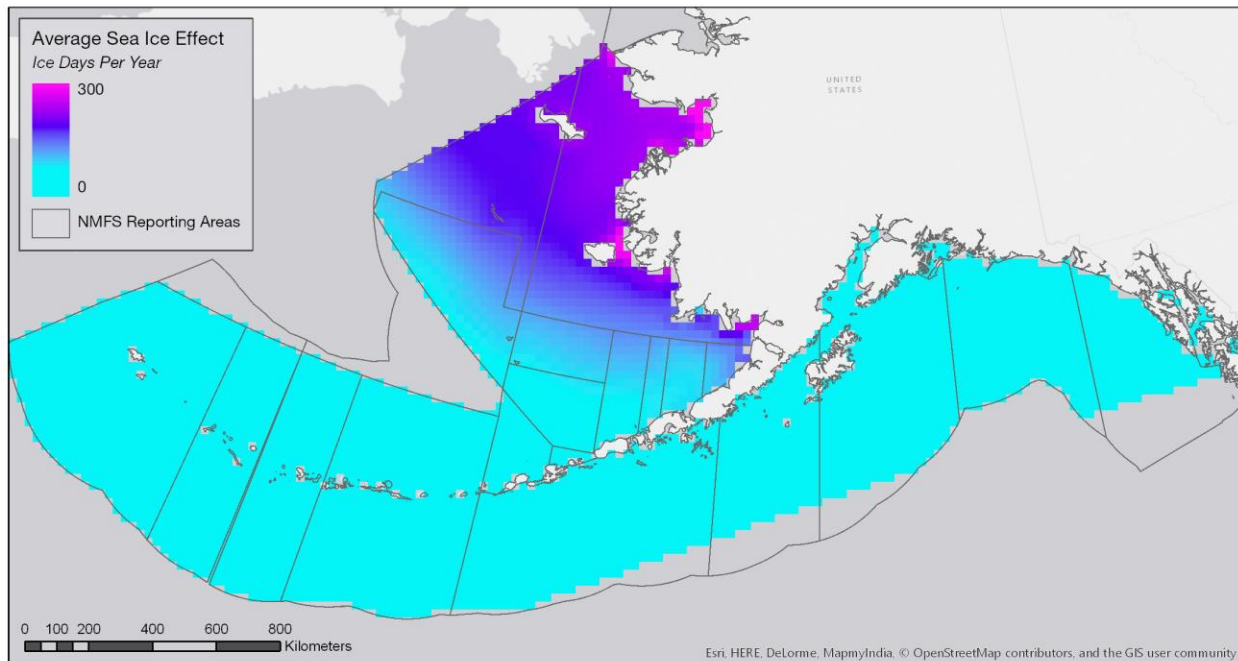 Average Sea Ice Effect
Ice Days Per Year
300
0
NMFS Reporting Areas
UNITED
STATES
0 100 200 400 600 800
Kilometers
Esri, HERE, DeLorme, MapmyIndia, © OpenStreetMap contributors, and the GIS user community